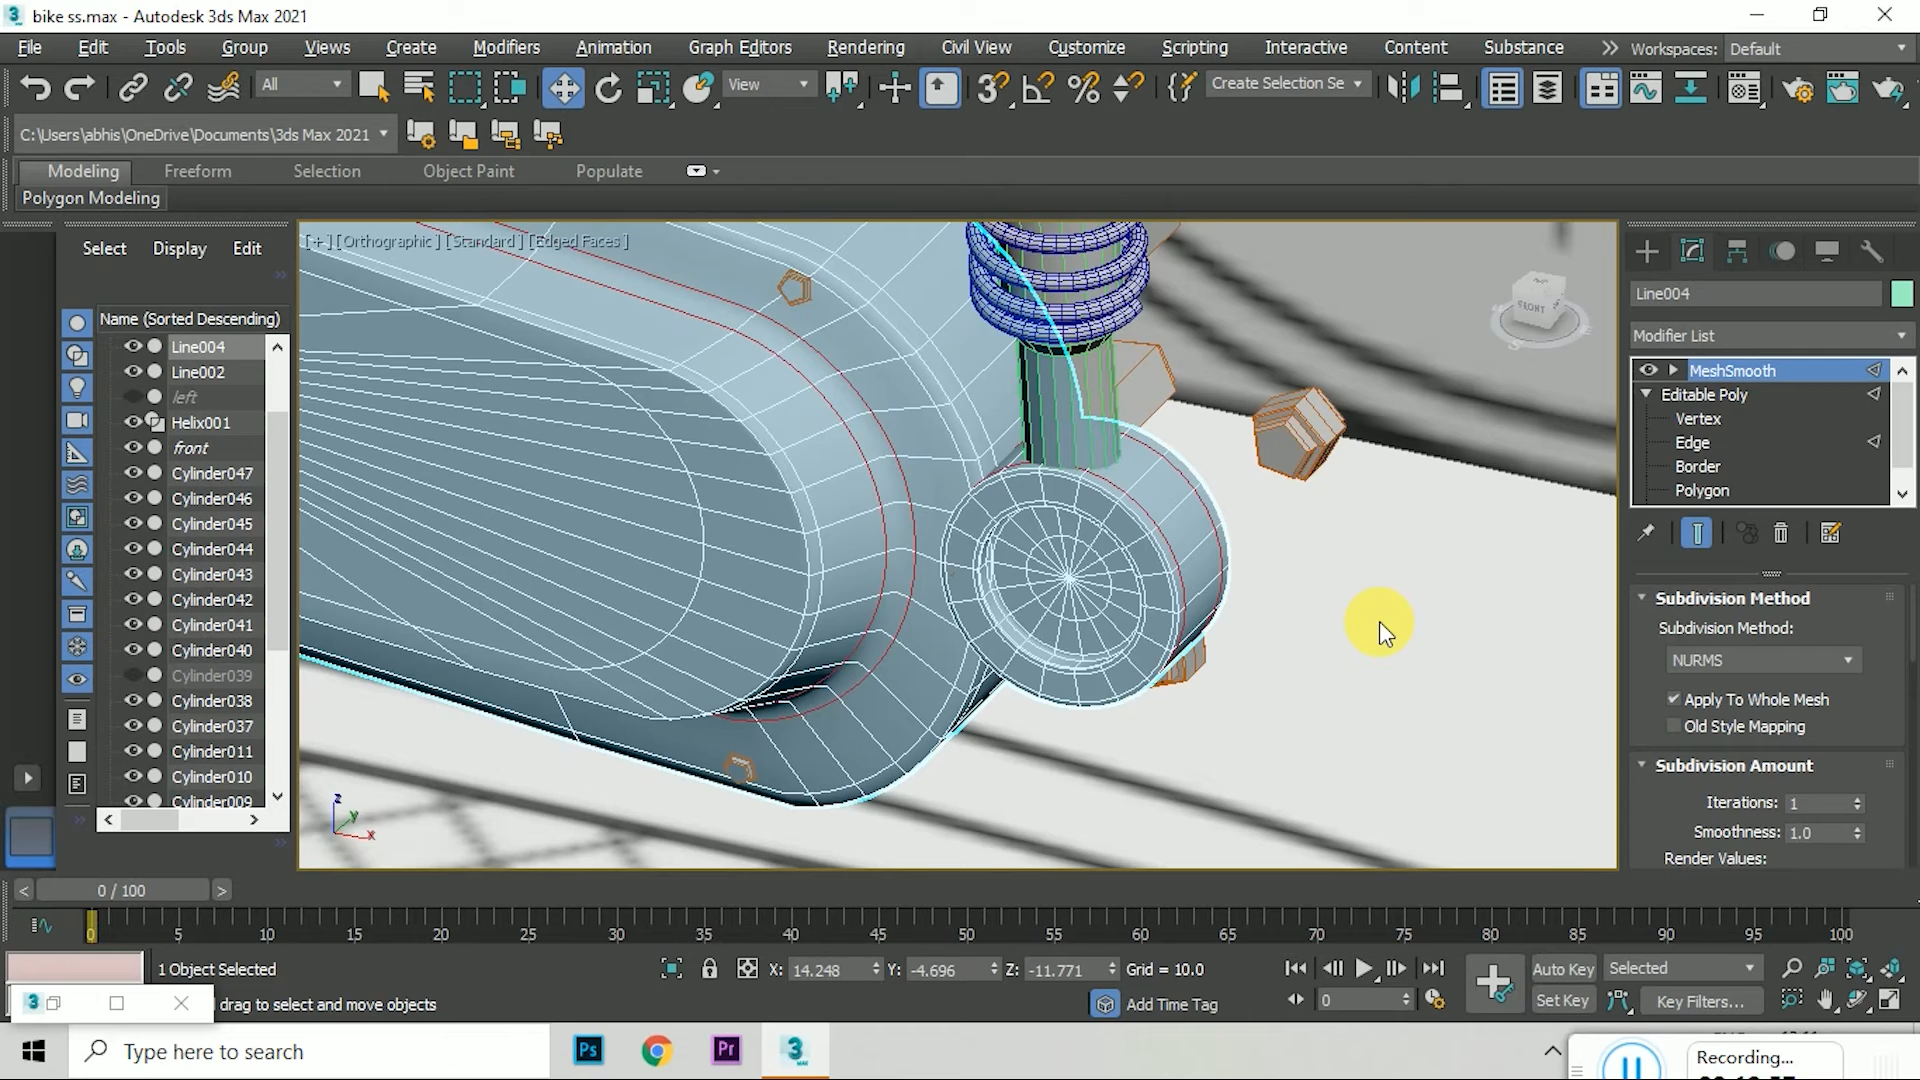 bike ss.max - Autodesk 3ds Max 2021
File Edit Tools Group Views Create Modifiers Animation Graph Editors Rendering Civil View Customize Scripting Interactive Content Substance Workspaces: Default
All View Create Selection Se
C:\Users\abhis\OneDrive\Documents\3ds Max 2021
Modeling Freeform Selection Object Paint Populate
Polygon Modeling
Select Display Edit
[+] [Orthographic] [Standard] [Edged Faces]
FRONT
Name (Sorted Descending)
Line004
Line002
left
Helix001
front
Cylinder047
Cylinder046
Cylinder045
Cylinder044
Cylinder043
Cylinder042
Cylinder041
Cylinder040
Cylinder039
Cylinder038
Cylinder037
Cylinder011
Cylinder010
Cylinder009
z
y
x
Line004
Modifier List
MeshSmooth
Editable Poly
Vertex
Edge
Border
Polygon
Subdivision Method
Subdivision Method:
NURMS
Apply To Whole Mesh
Old Style Mapping
Subdivision Amount
Iterations: 1
Smoothness: 1.0
Render Values:
< 0 / 100 >
0 5 10 15 20 25 30 35 40 45 50 55 60 65 70 75 80 85 90 95 100
1 Object Selected X: 14.248 Y: -4.696 Z: -11.771 Grid = 10.0 Auto Key Selected
drag to select and move objects Add Time Tag 0 Set Key Key Filters...
Type here to search
Ps Pr 3
Recording...